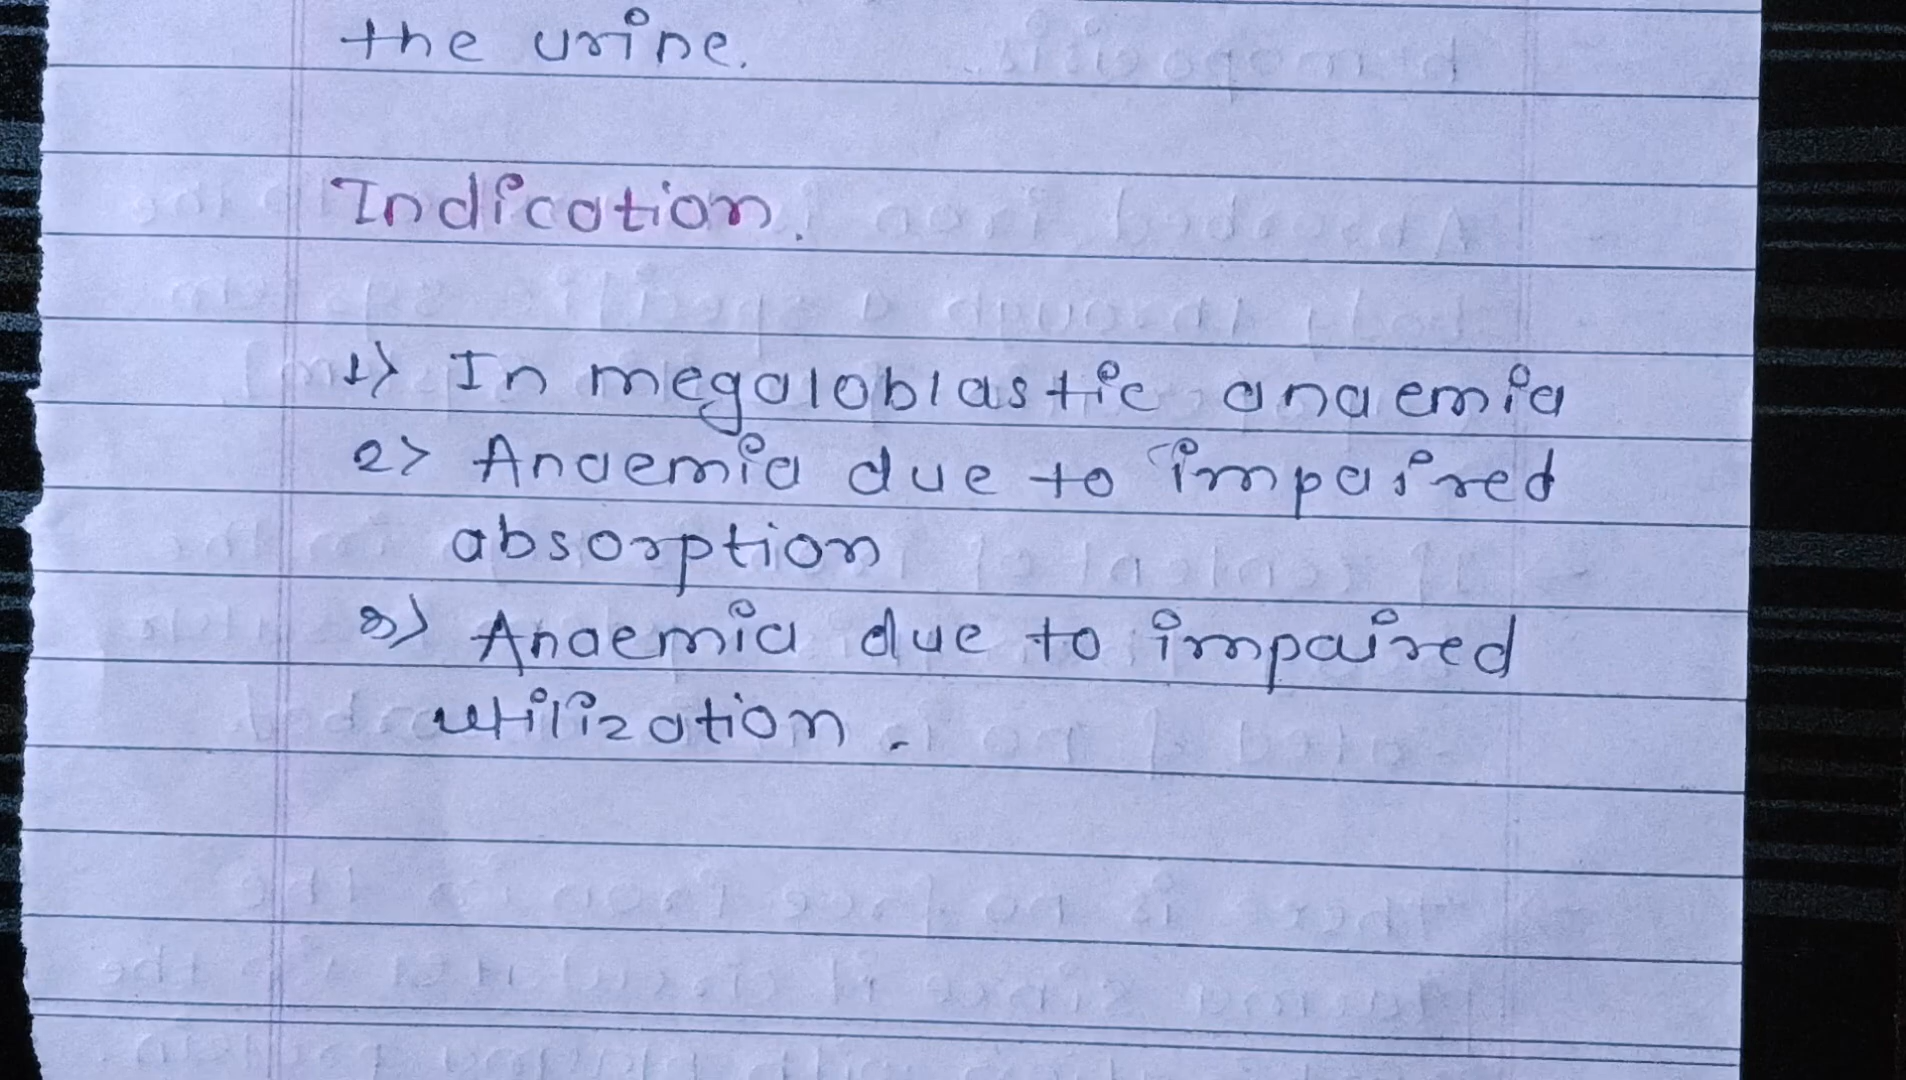 the urine.
Indication.
1> In megaloblastic anaemia
2> Anaemia due to impaired
absorption
3) Anaemia due to impaired
utilization.